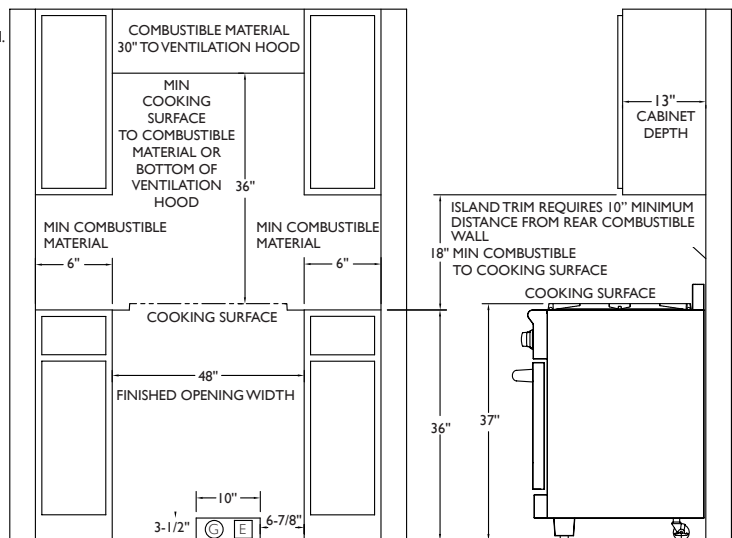 COMBUSTIBLE MATERIAL
30" TO VENTILATION HOOD
MIN
COOKING
SURFACE
TO COMBUSTIBLE
MATERIAL OR
BOTTOM OF
VENTILATION
HOOD
36"
MIN COMBUSTIBLE
MATERIAL
6"
MIN COMBUSTIBLE
MATERIAL
6"
COOKING SURFACE
48"
FINISHED OPENING WIDTH
10"
3-1/2"
G
E
6-7/8"
13"
CABINET
DEPTH
ISLAND TRIM REQUIRES 10” MINIMUM
DISTANCE FROM REAR COMBUSTIBLE
WALL
18" MIN COMBUSTIBLE
TO COOKING SURFACE
COOKING SURFACE
36"
37"